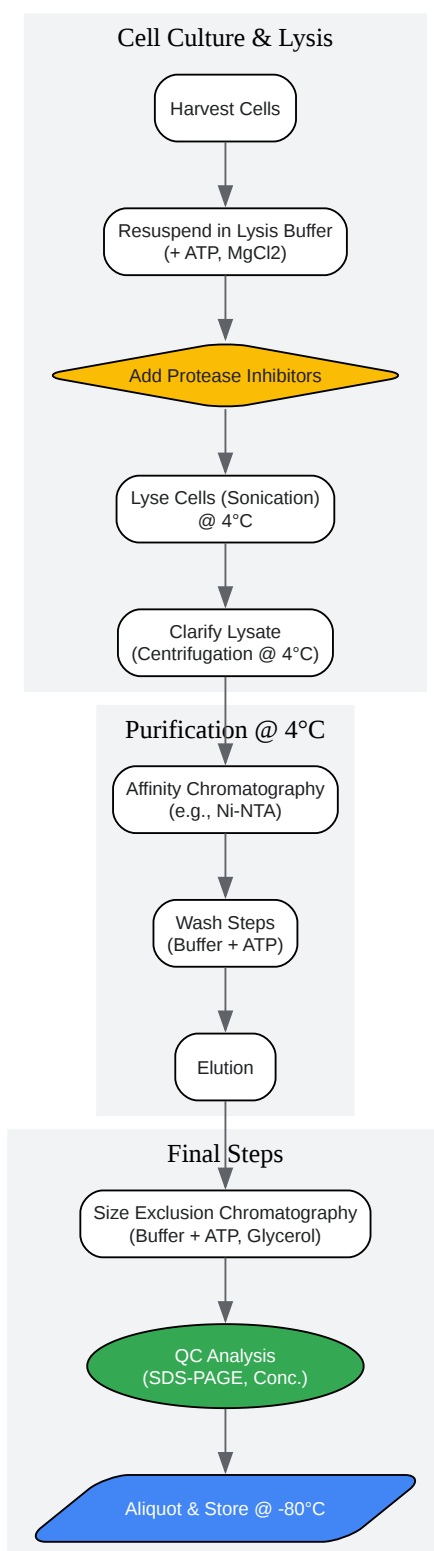 Cell Culture & Lysis
Harvest Cells
Resuspend in Lysis Buffer
(+ ATP, MgCl2)
Add Protease Inhibitors
Lyse Cells (Sonication)
@ 4°C
Clarify Lysate
(Centrifugation @ 4°C)
Purification @ 4°C
Affinity Chromatography
(e.g., Ni-NTA)
Wash Steps
(Buffer + ATP)
Elution
Final Steps
Size Exclusion Chromatography
(Buffer + ATP, Glycerol)
QC Analysis
(SDS-PAGE, Conc.)
Aliquot & Store @ -80°C